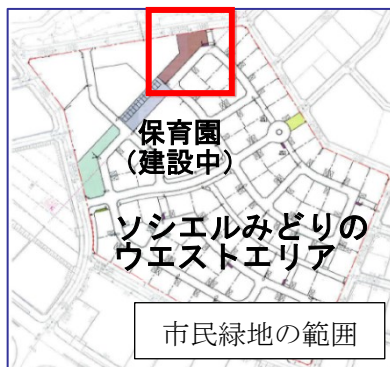 保育園
（建設中）
ソシエルみどりの
ウエストエリア
市民緑地の範囲